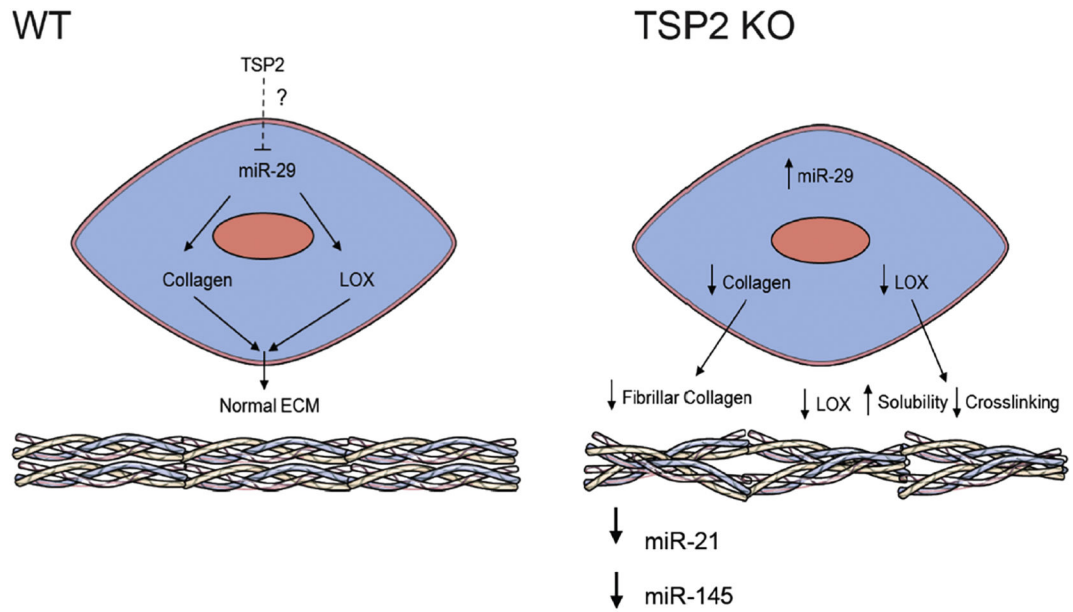 WT
TSP2
?
miR-29
Collagen
LOX
Normal ECM
TSP2 KO
↑ miR-29
↓ Collagen
↓ LOX
↓ Fibrillar Collagen
↓ LOX ↑ Solubility ↓ Crosslinking
↓ miR-21
↓ miR-145